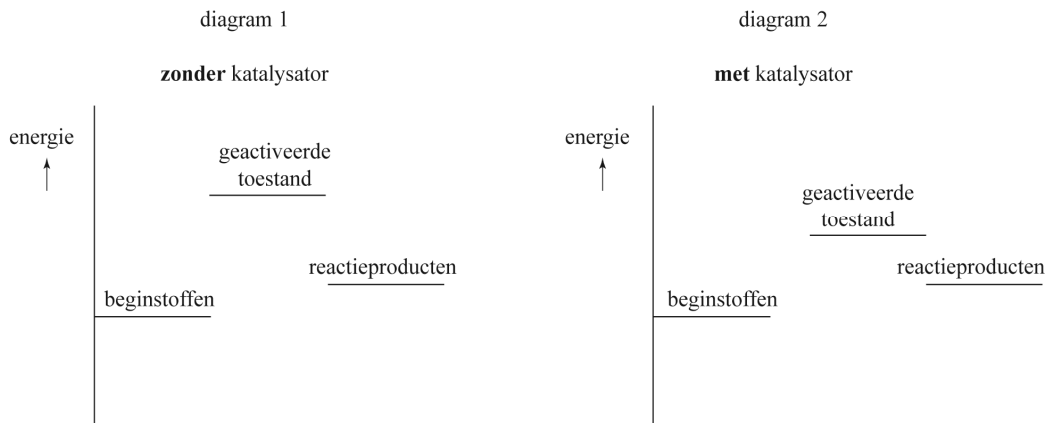 diagram 1
zonder katalysator
energie
geactiveerde
toestand
reactieproducten
beginstoffen
diagram 2
met katalysator
energie
geactiveerde
toestand
reactieproducten
beginstoffen